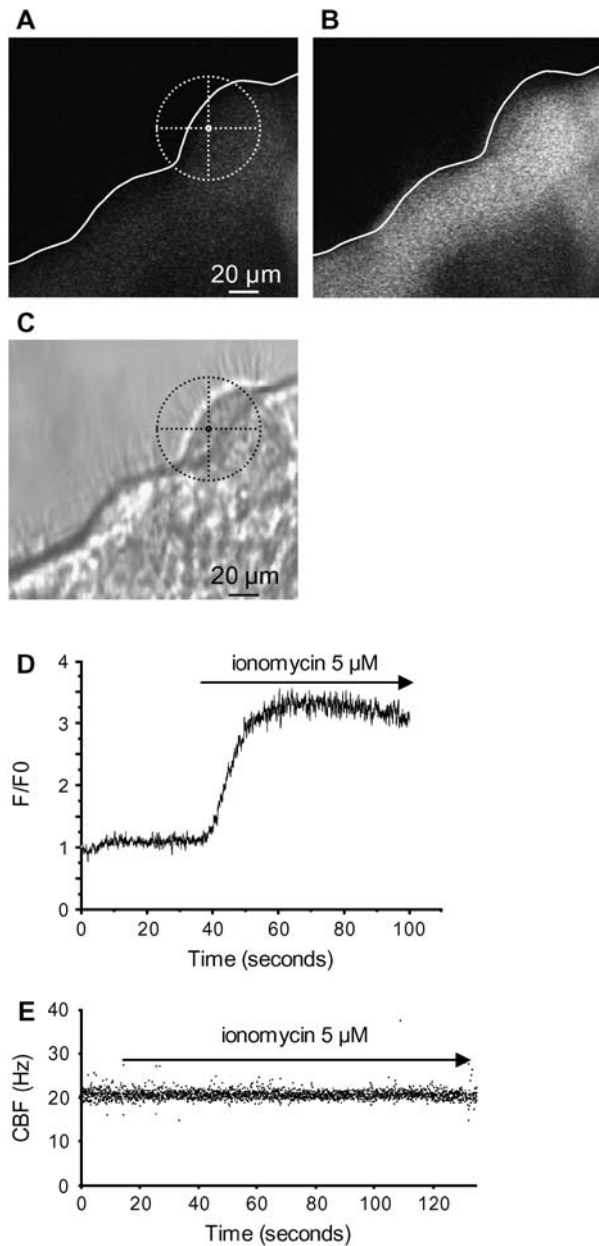 A
B
20 µm
20 µm
C
20 µm
D
ionomycin 5 µM
4
3
2
1
0
F/F0
0 20 40 60 80 100
Time (seconds)
E
ionomycin 5 µM
40
30
20
10
0
CBF (Hz)
0 20 40 60 80 100 120
Time (seconds)